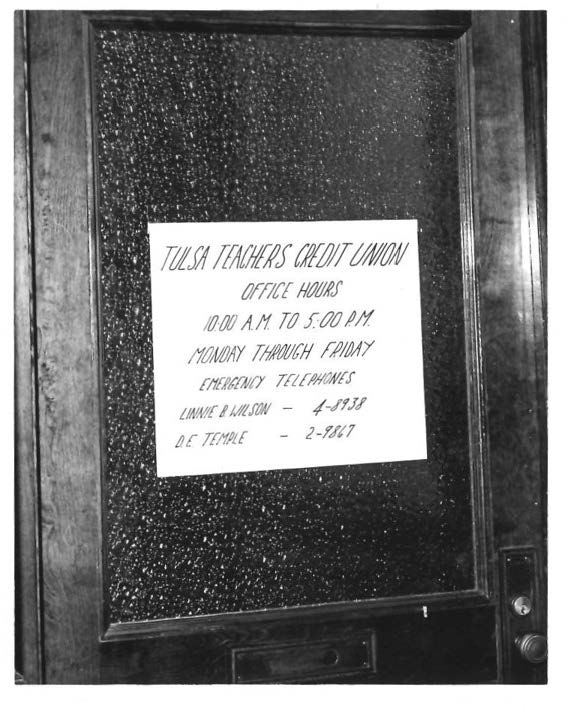 TULSA TEACHERS CREDIT UNION
OFFICE HOURS
10:00 A.M. TO 5:00 P.M.
MONDAY THROUGH FRIDAY
EMERGENCY TELEPHONES
LINNIE B. WILSON — 4-8938
D.E. TEMPLE — 2-9867